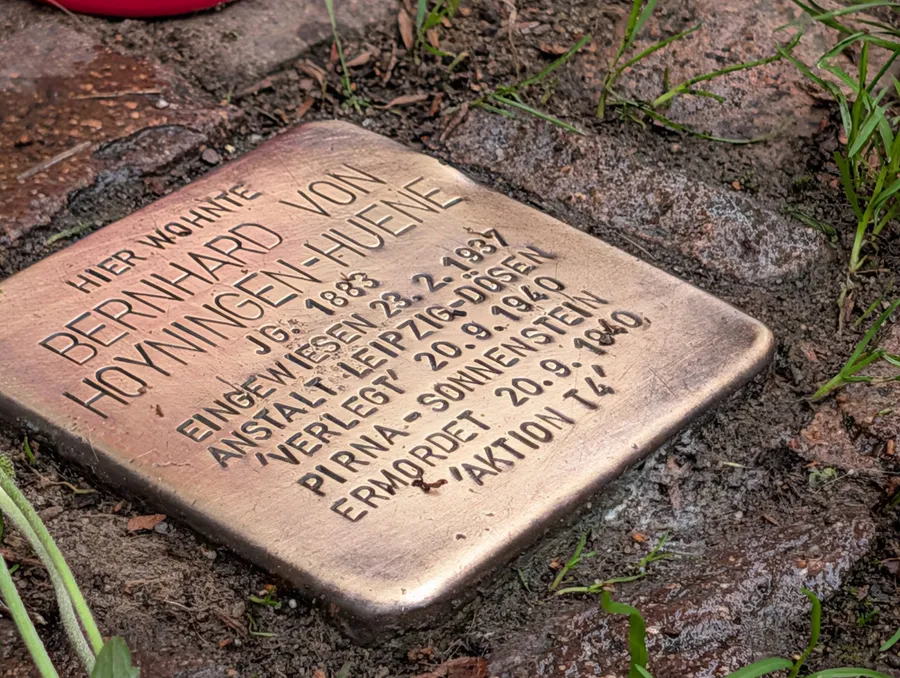 HIER WOHNTE
BERNHARD VON
HOYNINGEN-HUENE
JG. 1883
EINGEWIESEN 23.2.1937
ANSTALT LEIPZIG-DÖSEN
'VERLEGT' 20.9.1940
PIRNA-SONNENSTEIN
ERMORDET 20.9.1940
'AKTION T4'